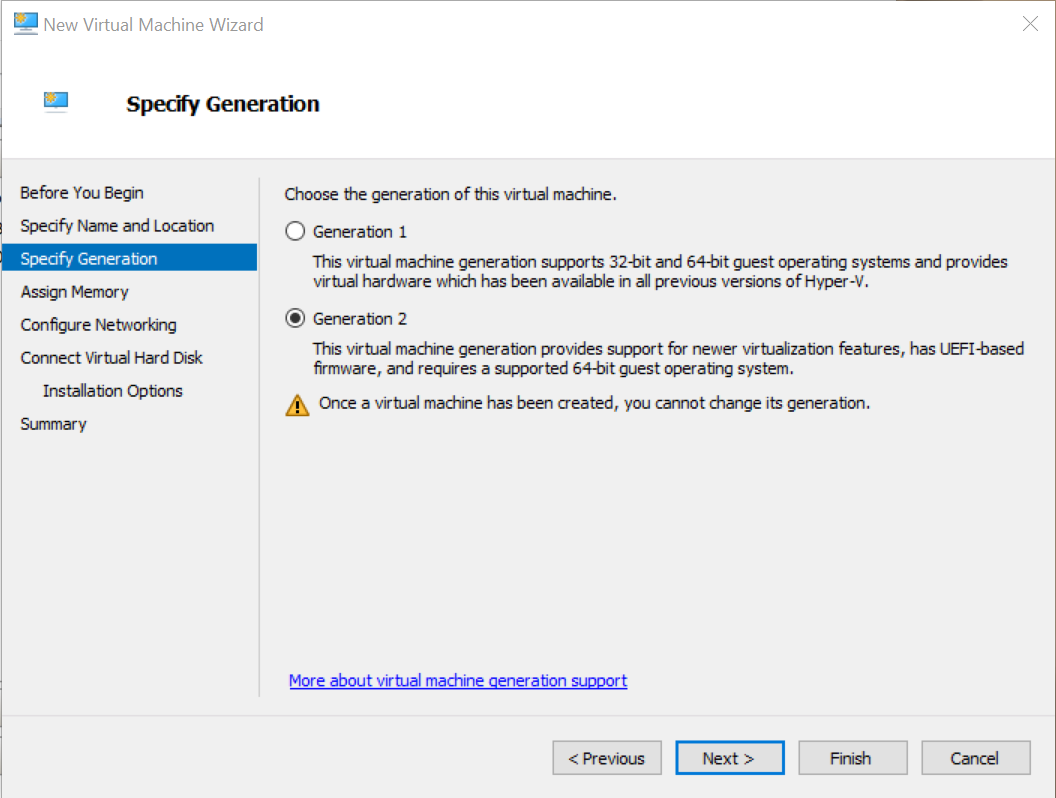 New Virtual Machine Wizard
Specify Generation
Before You Begin
Specify Name and Location
Specify Generation
Assign Memory
Configure Networking
Connect Virtual Hard Disk
Installation Options
Summary
Choose the generation of this virtual machine.
Generation 1
This virtual machine generation supports 32-bit and 64-bit guest operating systems and provides
virtual hardware which has been available in all previous versions of Hyper-V.
Generation 2
This virtual machine generation provides support for newer virtualization features, has UEFI-based
firmware, and requires a supported 64-bit guest operating system.
Once a virtual machine has been created, you cannot change its generation.
More about virtual machine generation support
< Previous
Next >
Finish
Cancel